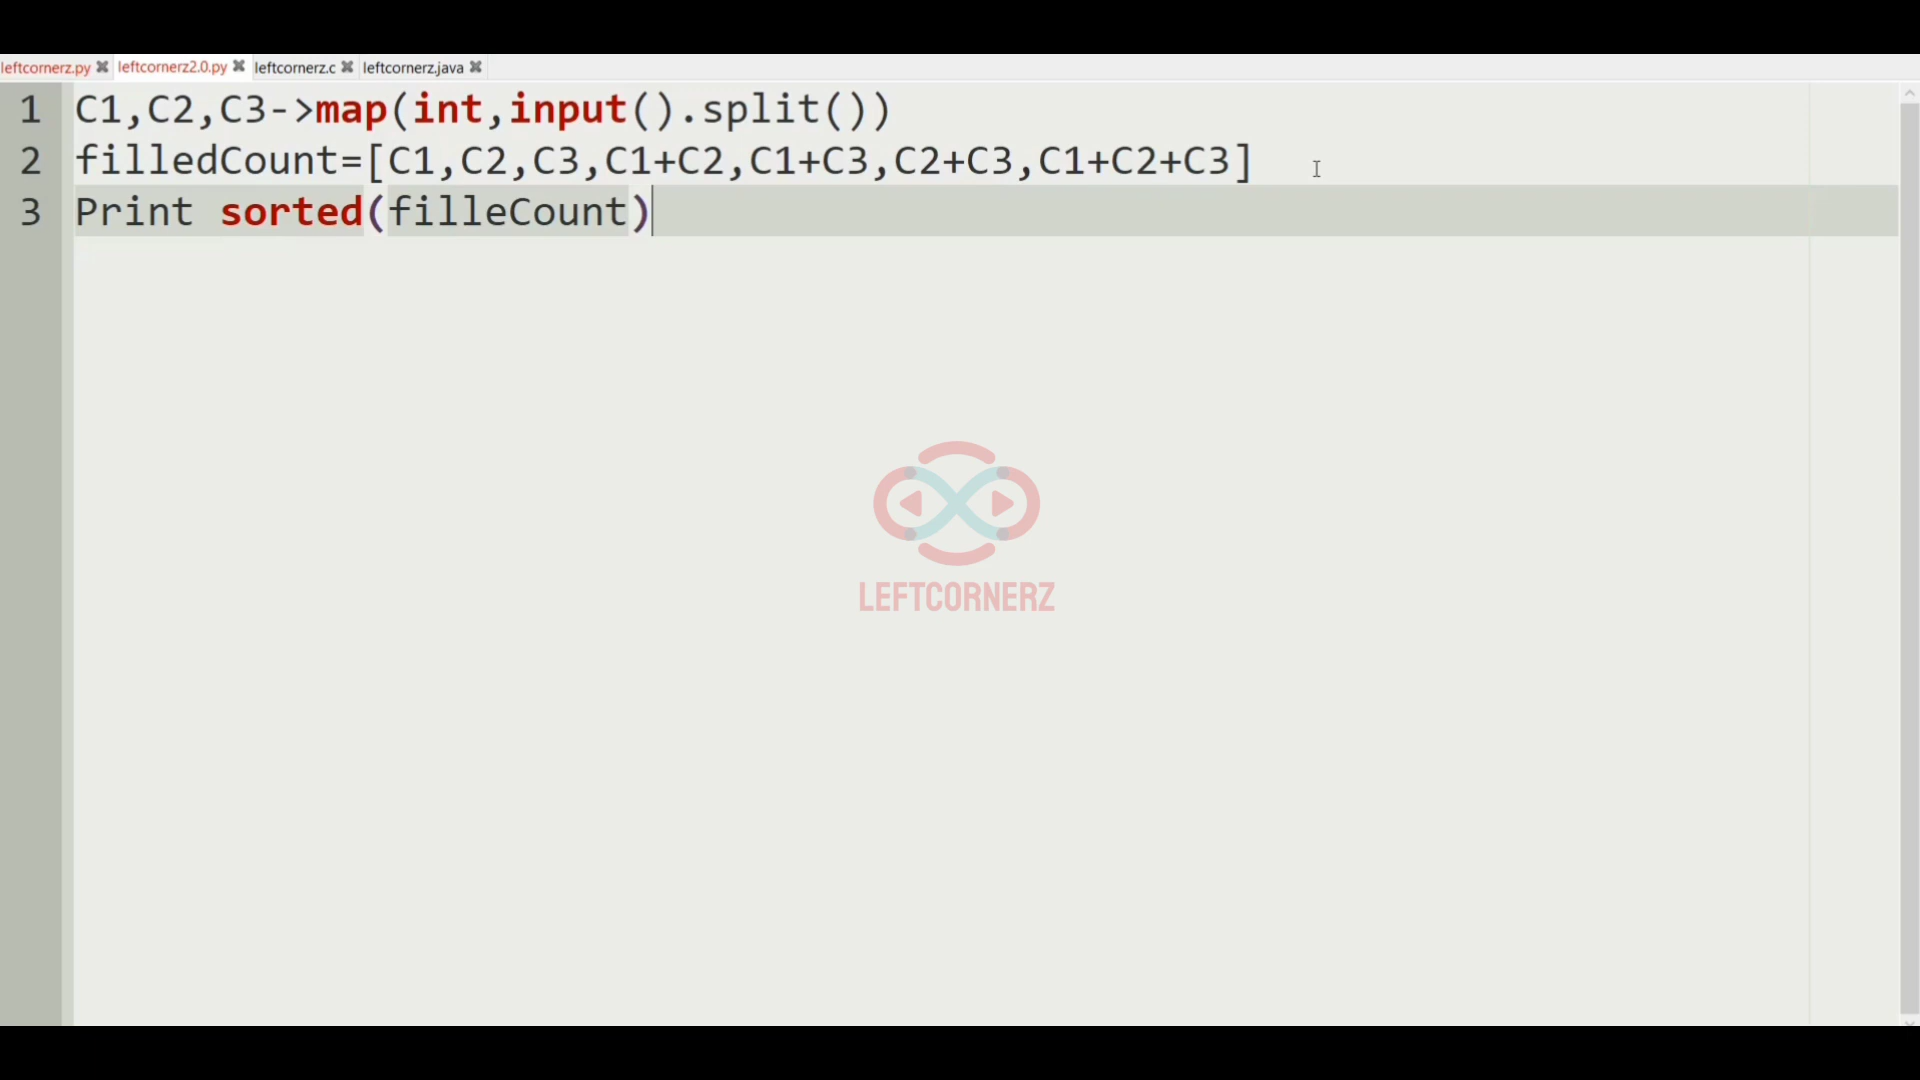 leftcornerz.py leftcornerz2.0.py leftcornerz.c leftcornerz.java
1 C1,C2,C3->map(int,input().split())
2 filledCount=[C1,C2,C3,C1+C2,C1+C3,C2+C3,C1+C2+C3]
3 Print sorted(filleCount)
LEFTCORNERZ